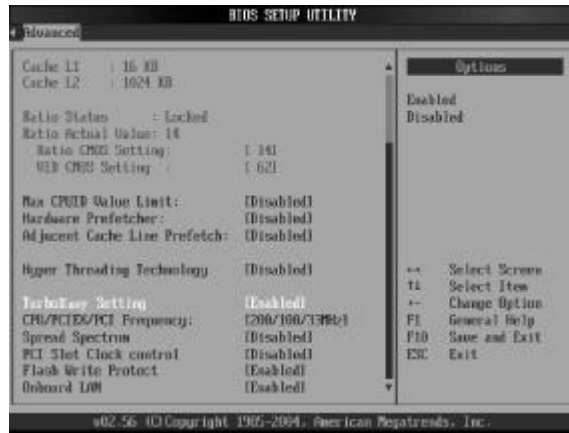 BIOS SETUP UTILITY
Advanced
Cache L1 : 16 KB
Cache L2 : 1024 KB
Ratio Status : Locked
Ratio Actual Value: 14
Ratio CMOS Setting: [ 14]
VID CMOS Setting : [ 62]
Max CPUID Value Limit: [Disabled]
Hardware Prefetcher: [Disabled]
Adjacent Cache Line Prefetch: [Disabled]
Hyper Threading Technology [Disabled]
TurboEasy Setting [Enabled]
CPU/PCIEX/PCI Frequency: [200/100/33MHz]
Spread Spectrum [Disabled]
PCI Slot Clock control [Disabled]
Flash Write Protect [Enabled]
Onboard LAN [Enabled]
Options
Enabled
Disabled
←→ Select Screen
↑↓ Select Item
+- Change Option
F1 General Help
F10 Save and Exit
ESC Exit
v02.56 (C)Copyright 1985-2004, American Megatrends, Inc.